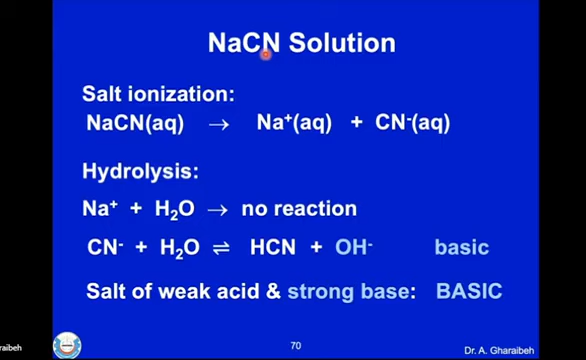 NaCN Solution
Salt ionization:
NaCN(aq) → Na⁺(aq) + CN⁻(aq)
Hydrolysis:
Na⁺ + H₂O → no reaction
CN⁻ + H₂O ⇌ HCN + OH⁻ basic
Salt of weak acid & strong base: BASIC
raibeh
70
Dr. A. Gharaibeh